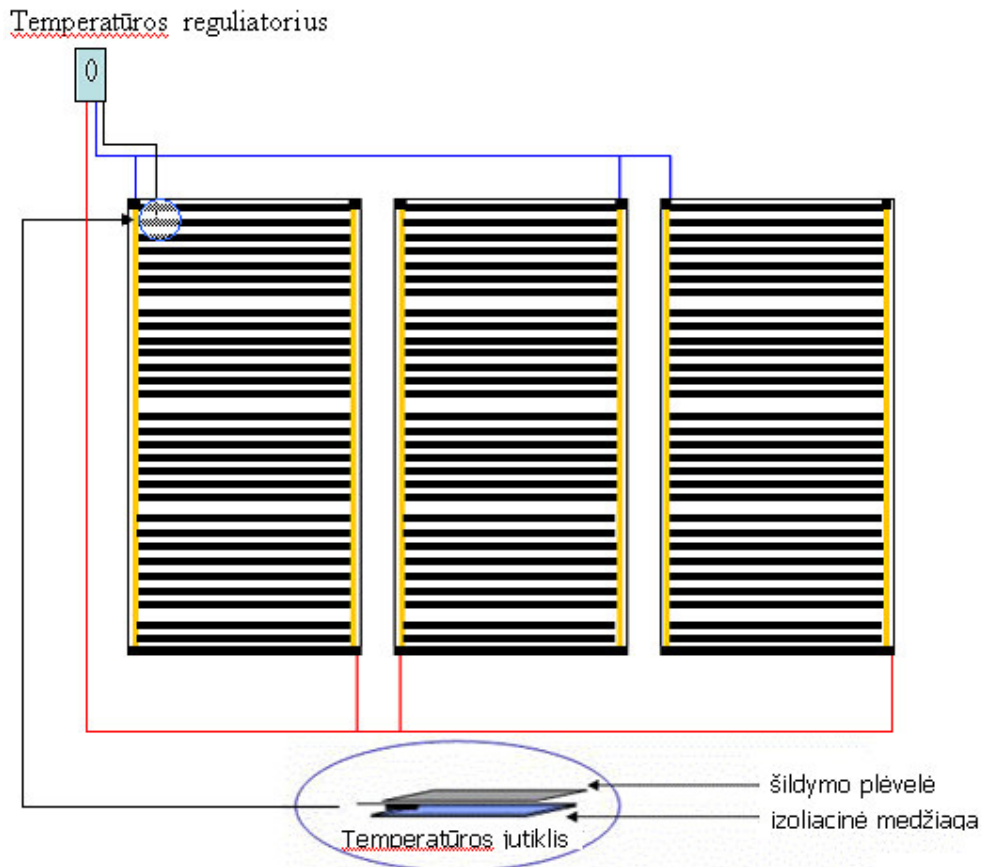 Temperatūros reguliatorius
0
šildymo plėvelė
izoliacinė medžiaga
Temperatūros jutiklis